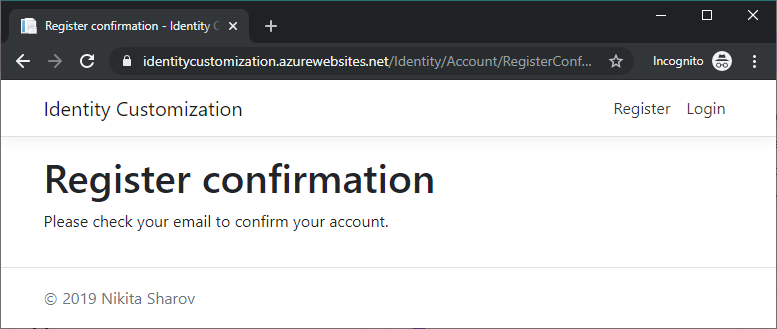 Register confirmation - Identity C
identitycustomization.azurewebsites.net/Identity/Account/RegisterConf...
Incognito
Identity Customization
Register
Login
Register confirmation
Please check your email to confirm your account.
© 2019 Nikita Sharov